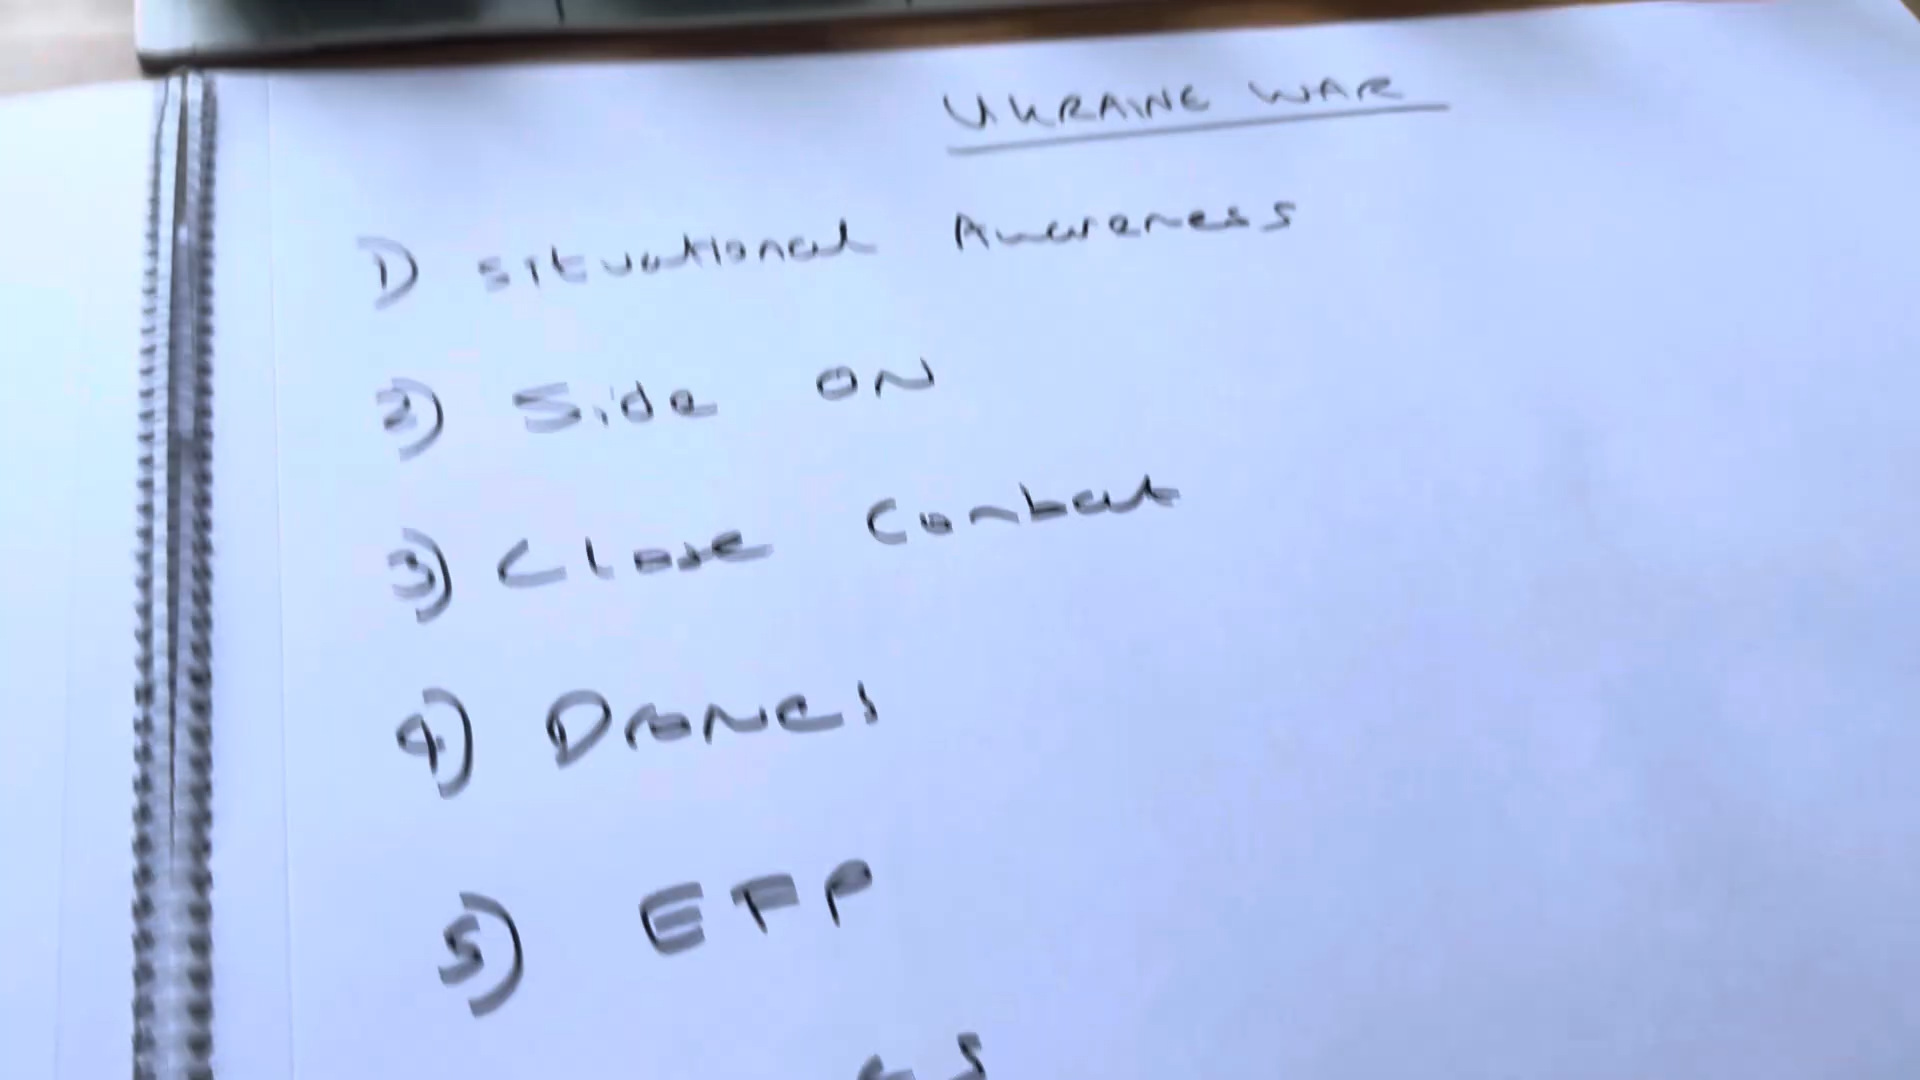 UKRAINE WAR
1) Situational Awareness
2) Side ON
3) Close Combat
4) Drones
5) EFP